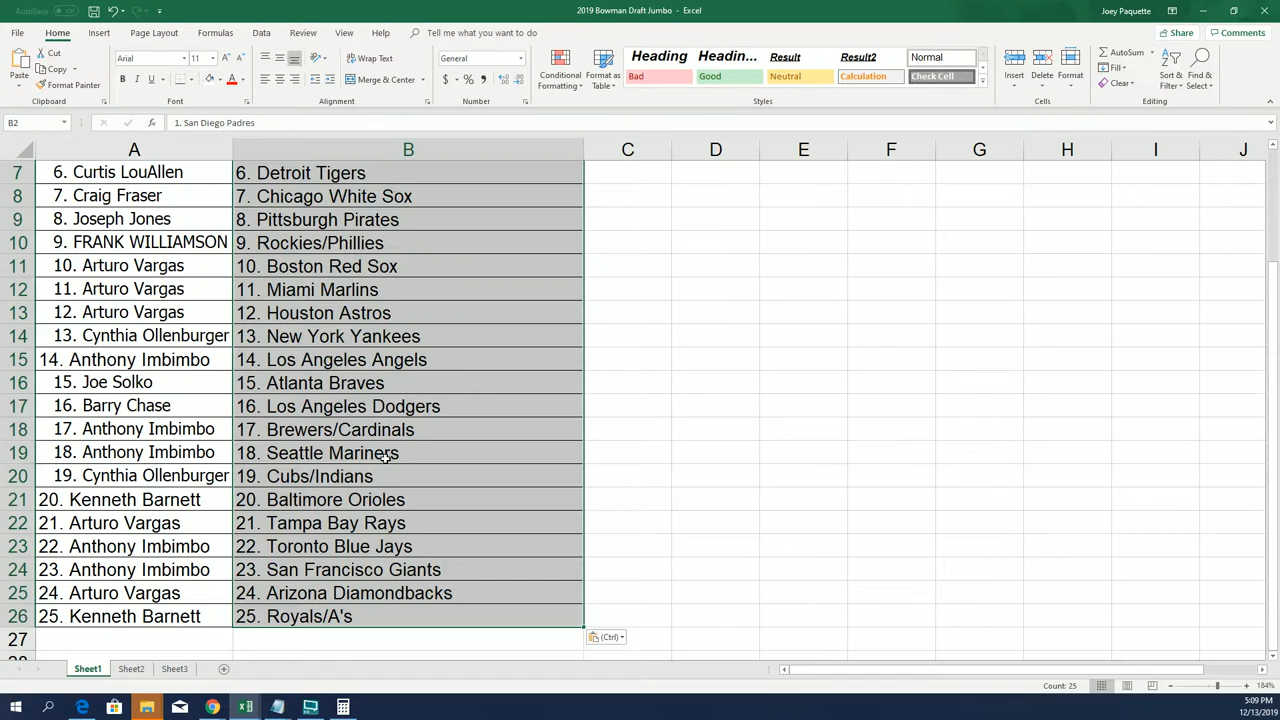 AutoSave Off
2019 Bowman Draft Jumbo - Excel
Joey Paquette
File Home Insert Page Layout Formulas Data Review View Help Tell me what you want to do
Share Comments
Paste
Cut
Copy
Format Painter
Clipboard
Arial 11
B I U
Font
Wrap Text
Merge & Center
Alignment
General
$ % ,
Number
Conditional Formatting
Format as Table
Heading Headin... Result Result2 Normal
Bad Good Neutral Calculation Check Cell
Styles
Insert Delete Format
Cells
AutoSum
Fill
Clear
Sort & Filter
Find & Select
Editing
B2 fx 1. San Diego Padres
A B C D E F G H I J
7 6. Curtis LouAllen 6. Detroit Tigers
8 7. Craig Fraser 7. Chicago White Sox
9 8. Joseph Jones 8. Pittsburgh Pirates
10 9. FRANK WILLIAMSON 9. Rockies/Phillies
11 10. Arturo Vargas 10. Boston Red Sox
12 11. Arturo Vargas 11. Miami Marlins
13 12. Arturo Vargas 12. Houston Astros
14 13. Cynthia Ollenburger 13. New York Yankees
15 14. Anthony Imbimbo 14. Los Angeles Angels
16 15. Joe Solko 15. Atlanta Braves
17 16. Barry Chase 16. Los Angeles Dodgers
18 17. Anthony Imbimbo 17. Brewers/Cardinals
19 18. Anthony Imbimbo 18. Seattle Mariners
20 19. Cynthia Ollenburger 19. Cubs/Indians
21 20. Kenneth Barnett 20. Baltimore Orioles
22 21. Arturo Vargas 21. Tampa Bay Rays
23 22. Anthony Imbimbo 22. Toronto Blue Jays
24 23. Anthony Imbimbo 23. San Francisco Giants
25 24. Arturo Vargas 24. Arizona Diamondbacks
26 25. Kenneth Barnett 25. Royals/A's
27
(Ctrl)
Sheet1 Sheet2 Sheet3
Count: 25
184%
5:09 PM
12/13/2019